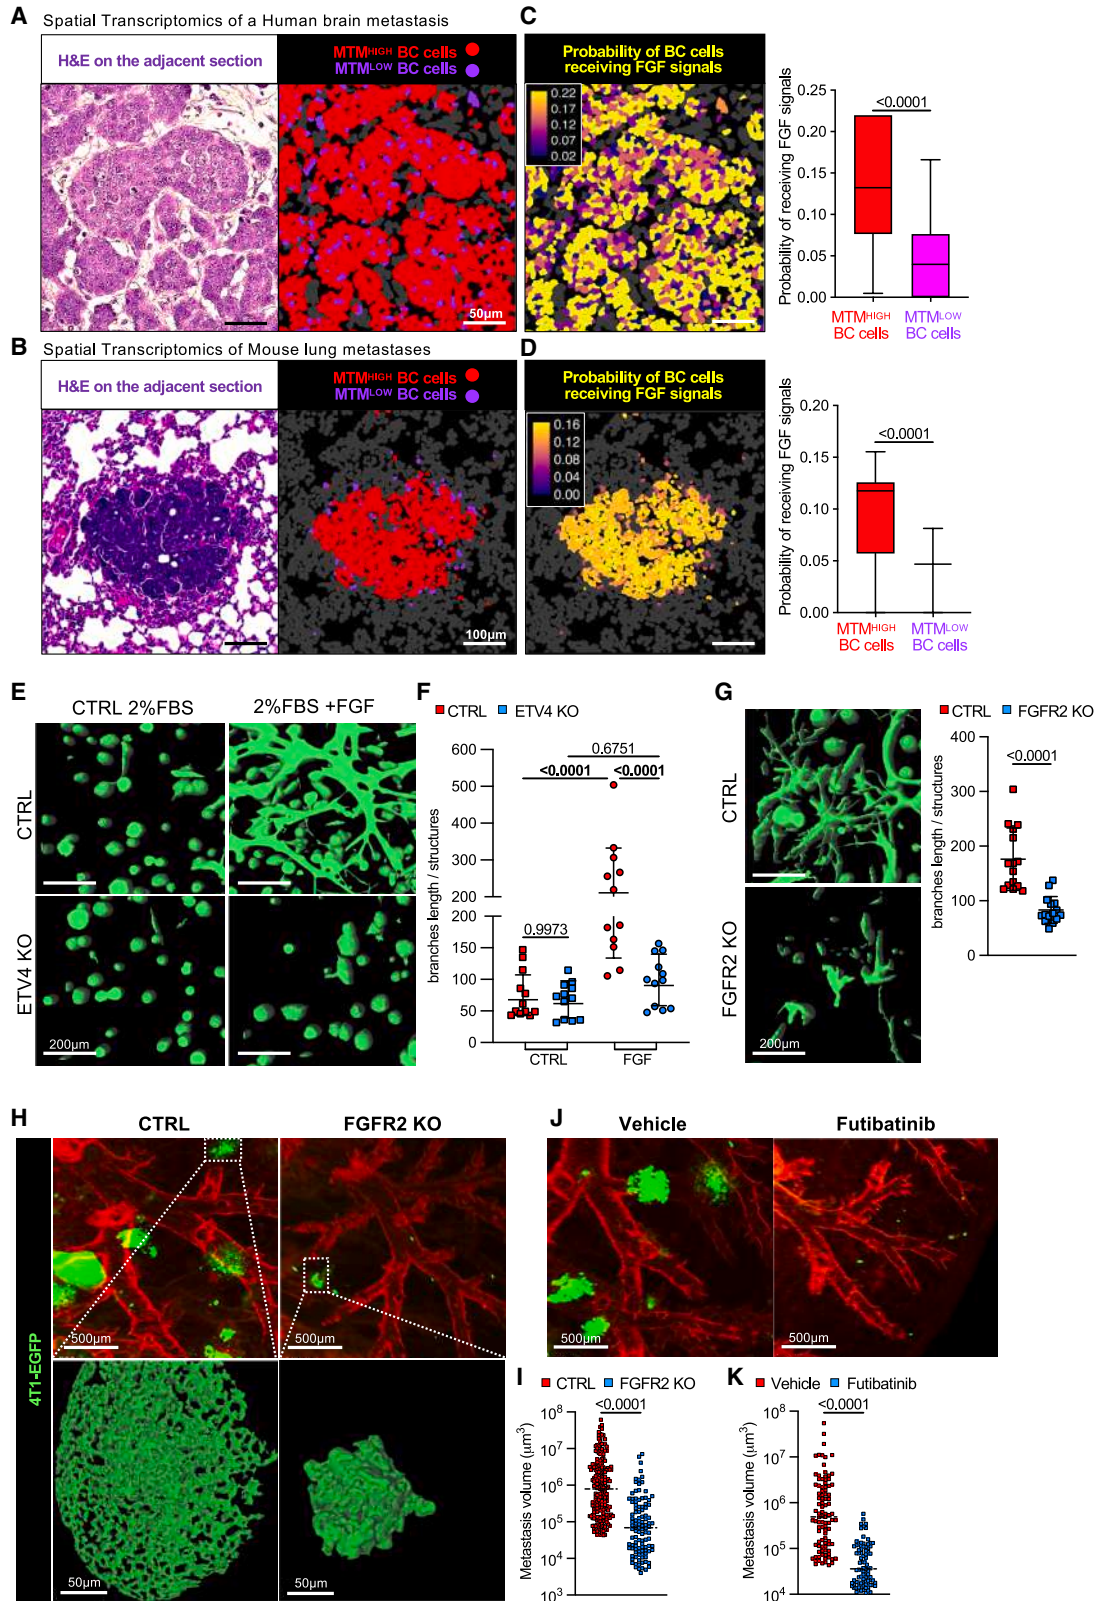 A Spatial Transcriptomics of a Human brain metastasis
H&E on the adjacent section
MTMHIGH BC cells
MTMLOW BC cells
50µm
C
Probability of BC cells
receiving FGF signals
0.22
0.17
0.12
0.07
0.02
Probability of receiving FGF signals
0.25
0.20
0.15
0.10
0.05
0.00
<0.0001
MTMHIGH BC cells
MTMLOW BC cells
B Spatial Transcriptomics of Mouse lung metastases
H&E on the adjacent section
MTMHIGH BC cells
MTMLOW BC cells
100µm
D
Probability of BC cells
receiving FGF signals
0.16
0.12
0.08
0.04
0.00
Probability of receiving FGF signals
0.20
0.15
0.10
0.05
0.00
<0.0001
MTMHIGH BC cells
MTMLOW BC cells
E
CTRL 2%FBS
2%FBS +FGF
CTRL
ETV4 KO
200µm
F
CTRL ETV4 KO
branches length / structures
600
500
400
300
200
200
150
100
50
0
0.6751
<0.0001 <0.0001
0.9973
CTRL FGF
G
CTRL
FGFR2 KO
200µm
CTRL FGFR2 KO
branches length / structures
400
300
200
100
0
<0.0001
H
CTRL
FGFR2 KO
4T1-EGFP
500µm
500µm
50µm
50µm
J
Vehicle
Futibatinib
500µm
500µm
I
CTRL FGFR2 KO
Metastasis volume (µm3)
10⁸
10⁷
10⁶
10⁵
10⁴
10³
<0.0001
K
Vehicle Futibatinib
Metastasis volume (µm3)
10⁸
10⁷
10⁶
10⁵
10⁴
<0.0001